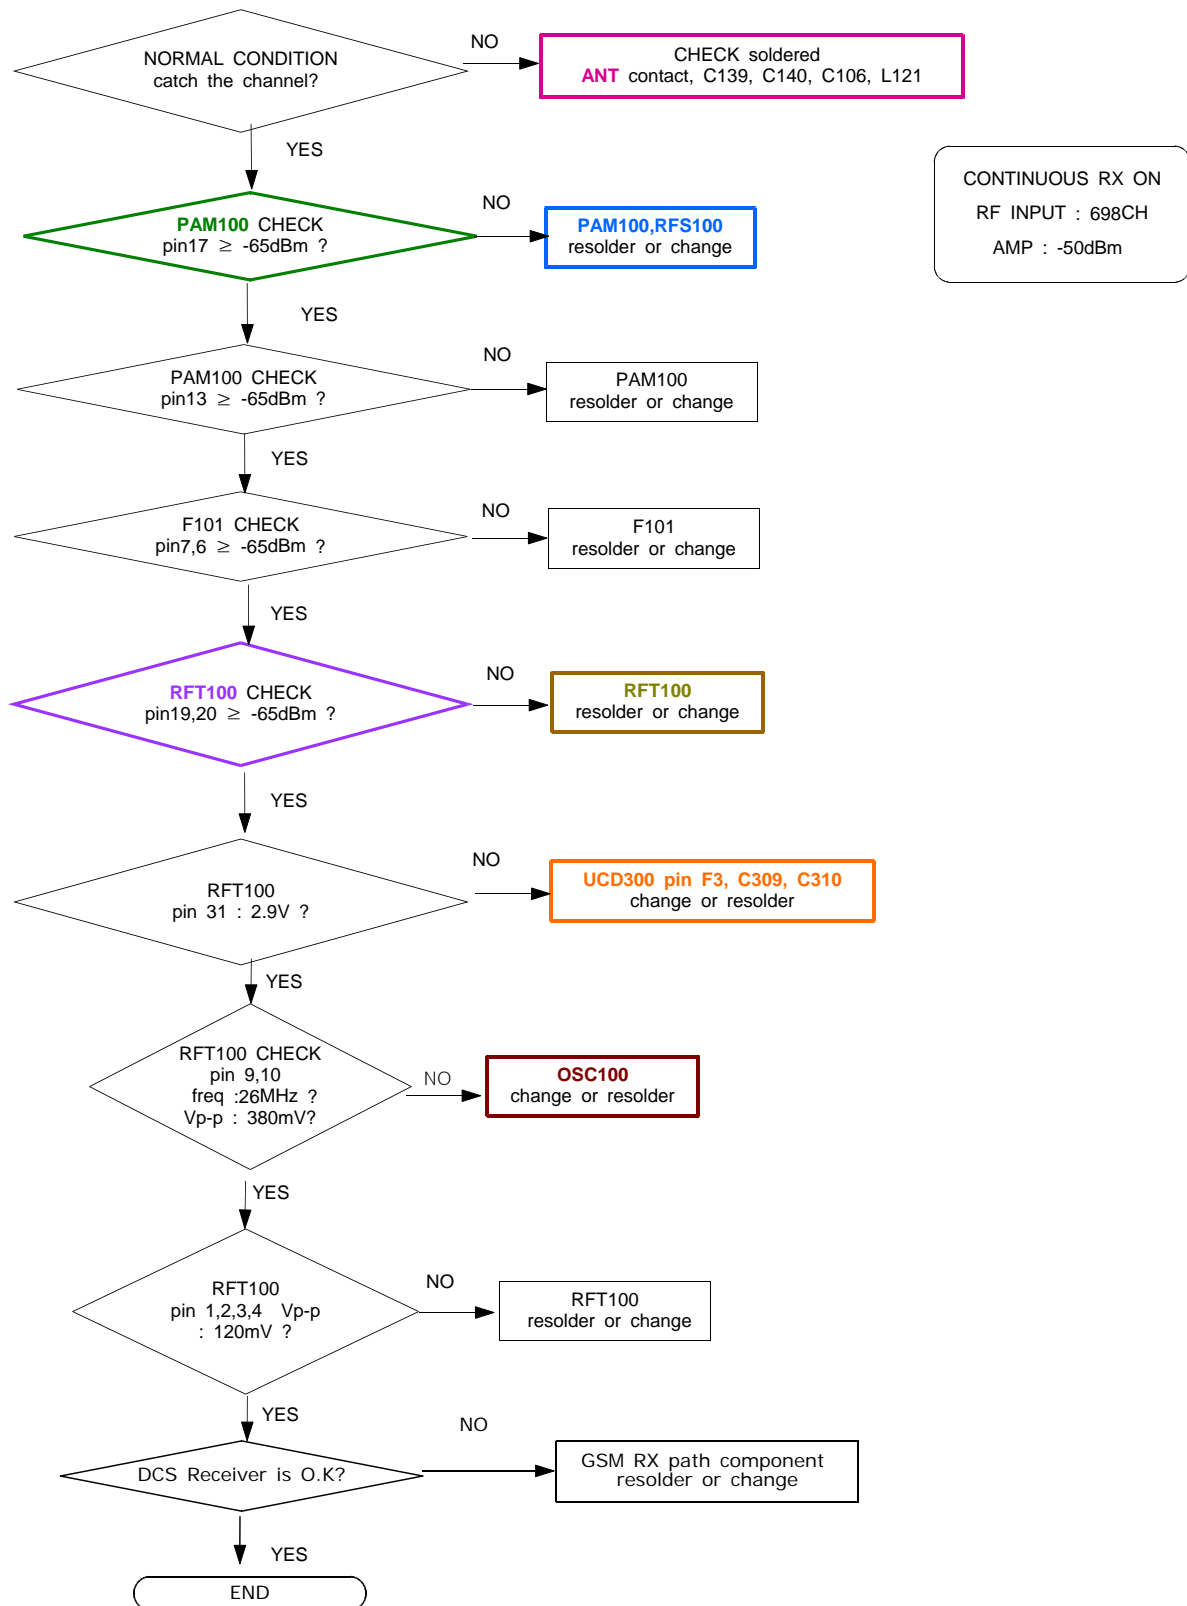 NORMAL CONDITION
catch the channel?
NO
CHECK soldered
ANT contact, C139, C140, C106, L121
YES
CONTINUOUS RX ON
RF INPUT : 698CH
AMP : -50dBm
PAM100 CHECK
pin17 ≥ -65dBm ?
NO
PAM100,RFS100
resolder or change
YES
PAM100 CHECK
pin13 ≥ -65dBm ?
NO
PAM100
resolder or change
YES
F101 CHECK
pin7,6 ≥ -65dBm ?
NO
F101
resolder or change
YES
RFT100 CHECK
pin19,20 ≥ -65dBm ?
NO
RFT100
resolder or change
YES
RFT100
pin 31 : 2.9V ?
NO
UCD300 pin F3, C309, C310
change or resolder
YES
RFT100 CHECK
pin 9,10
freq :26MHz ?
Vp-p : 380mV?
NO
OSC100
change or resolder
YES
RFT100
pin 1,2,3,4 Vp-p
: 120mV ?
NO
RFT100
resolder or change
YES
DCS Receiver is O.K?
NO
GSM RX path component
resolder or change
YES
END